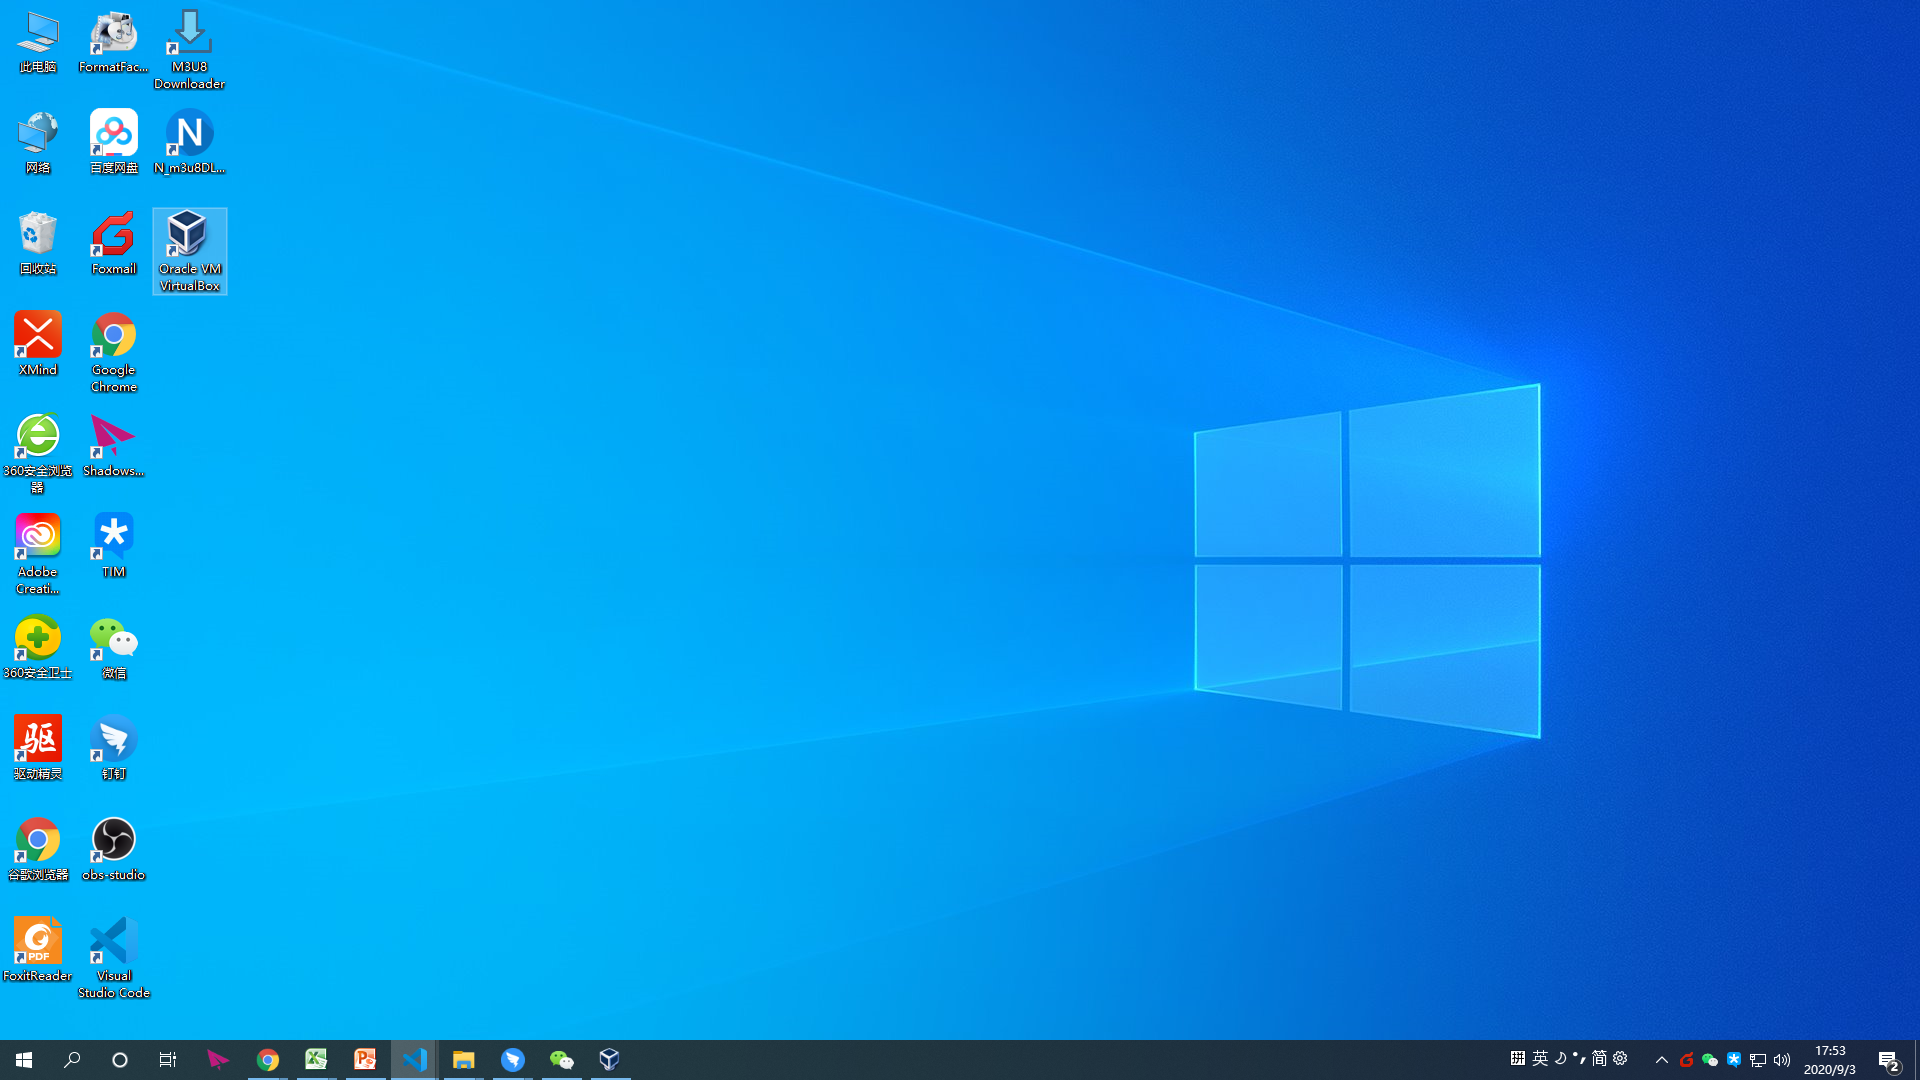 此电脑
FormatFac...
M3U8
Downloader
网络
百度网盘
N
N_m3u8DL...
回收站
Foxmail
Oracle VM
VirtualBox
XMind
Google
Chrome
360安全浏览
器
Shadows...
Adobe
Creati...
TIM
360安全卫士
微信
驱
驱动精灵
钉钉
谷歌浏览器
obs-studio
PDF
FoxitReader
Visual
Studio Code
拼 英 简
17:53
2020/9/3
2